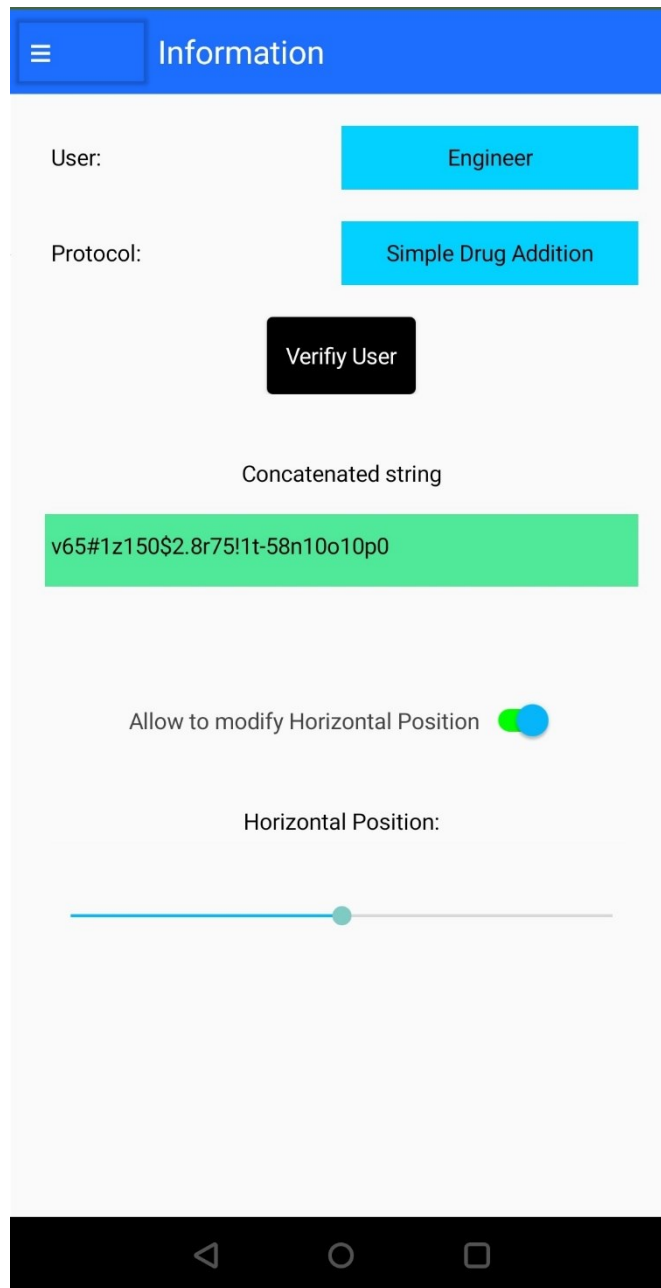 Information
User:
Engineer
Protocol:
Simple Drug Addition
Verifiy User
Concatenated string
v65#1z150$2.8r75!1t-58n10o10p0
Allow to modify Horizontal Position
Horizontal Position: